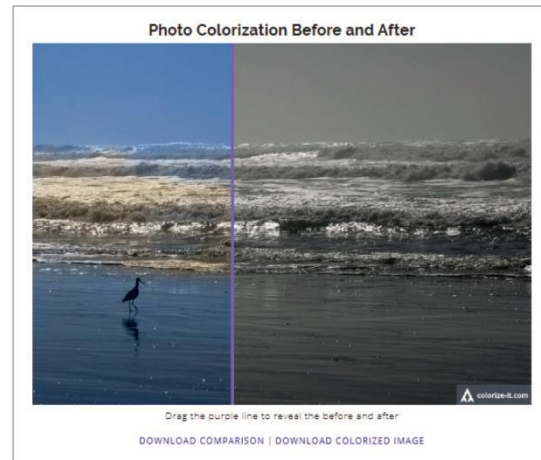 Photo Colorization Before and After
colorize-it.com
Drag the purple line to reveal the before and after
DOWNLOAD COMPARISON | DOWNLOAD COLORIZED IMAGE